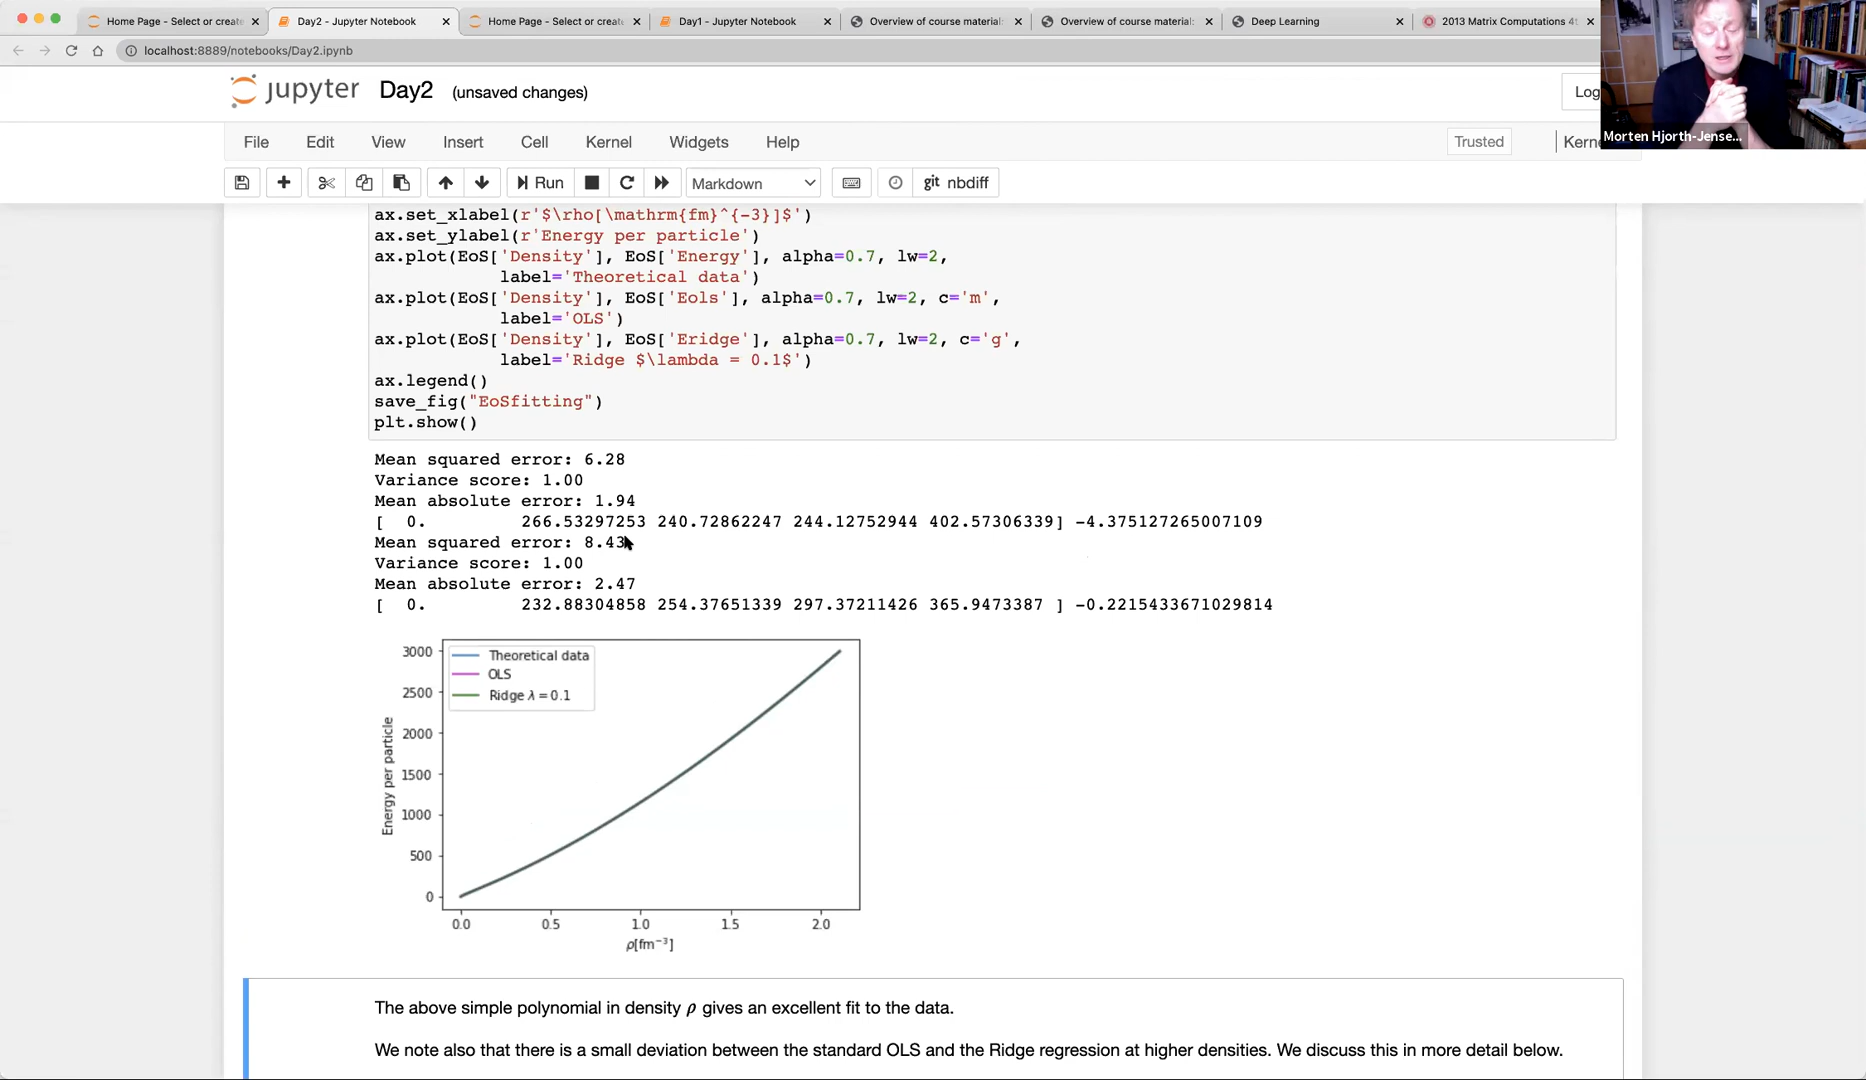 Home Page - Select or create
Day2 - Jupyter Notebook
Home Page - Select or create
Day1 - Jupyter Notebook
Overview of course material:
Overview of course material:
Deep Learning
2013 Matrix Computations 4t
localhost:8889/notebooks/Day2.ipynb
jupyter Day2 (unsaved changes)
Log
Morten Hjorth-Jense...
File Edit View Insert Cell Kernel Widgets Help
Trusted
Kerne
Run
Markdown
git nbdiff
ax.set_xlabel(r'$\rho[\mathrm{fm}^{-3}]$')
ax.set_ylabel(r'Energy per particle')
ax.plot(EoS['Density'], EoS['Energy'], alpha=0.7, lw=2,
label='Theoretical data')
ax.plot(EoS['Density'], EoS['Eols'], alpha=0.7, lw=2, c='m',
label='OLS')
ax.plot(EoS['Density'], EoS['Eridge'], alpha=0.7, lw=2, c='g',
label='Ridge $\lambda = 0.1$')
ax.legend()
save_fig("EoSfitting")
plt.show()
Mean squared error: 6.28
Variance score: 1.00
Mean absolute error: 1.94
[ 0. 266.53297253 240.72862247 244.12752944 402.57306339] -4.375127265007109
Mean squared error: 8.43
Variance score: 1.00
Mean absolute error: 2.47
[ 0. 232.88304858 254.37651339 297.37211426 365.9473387 ] -0.2215433671029814
Theoretical data
OLS
Ridge λ = 0.1
3000
2500
2000
1500
1000
500
0
Energy per particle
0.0 0.5 1.0 1.5 2.0
ρ[fm⁻³]
The above simple polynomial in density ρ gives an excellent fit to the data.
We note also that there is a small deviation between the standard OLS and the Ridge regression at higher densities. We discuss this in more detail below.